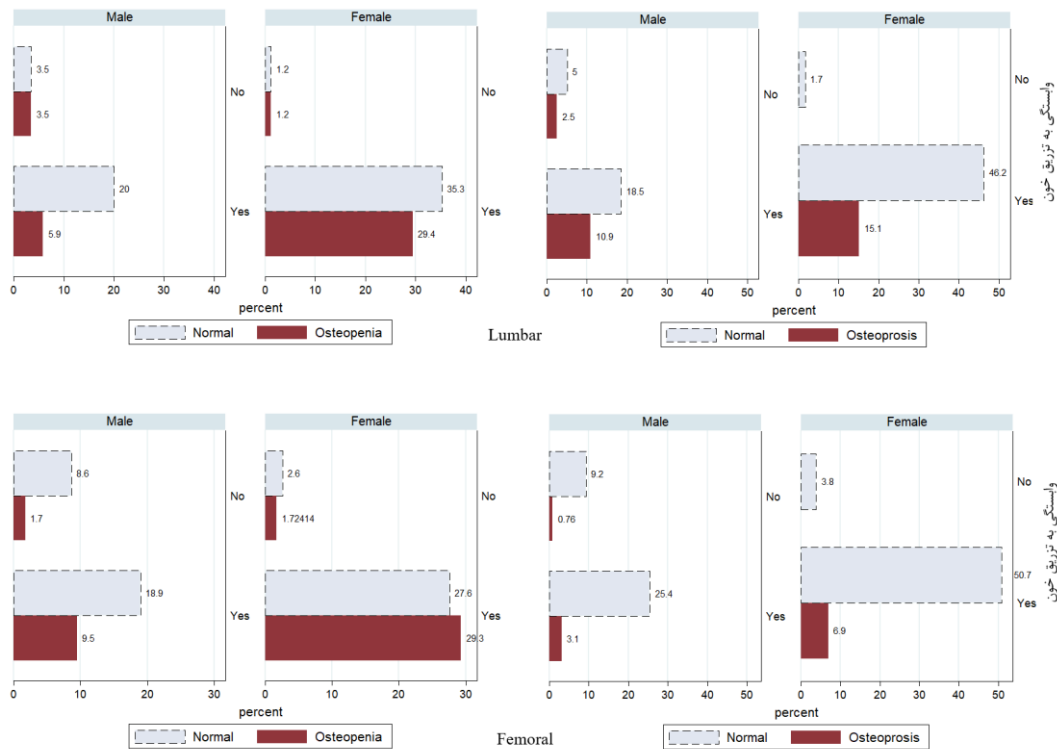 Male Female Male Female
3.5 1.2 5 1.7
No No No No
3.5 1.2 2.5
20 35.3 18.5 46.2
Yes Yes Yes Yes
5.9 29.4 10.9 15.1
وابستگی به تزریق خون
0 10 20 30 40 0 10 20 30 40 0 10 20 30 40 50 0 10 20 30 40 50
percent percent
Normal Osteopenia Lumbar Normal Osteoprosis
Male Female Male Female
8.6 2.6 9.2 3.8
No No No No
1.7 1.72414 0.76
18.9 27.6 25.4 50.7
Yes Yes Yes Yes
9.5 29.3 3.1 6.9
وابستگی به تزریق خون
0 10 20 30 0 10 20 30 0 10 20 30 40 50 0 10 20 30 40 50
percent percent
Normal Osteopenia Femoral Normal Osteoprosis